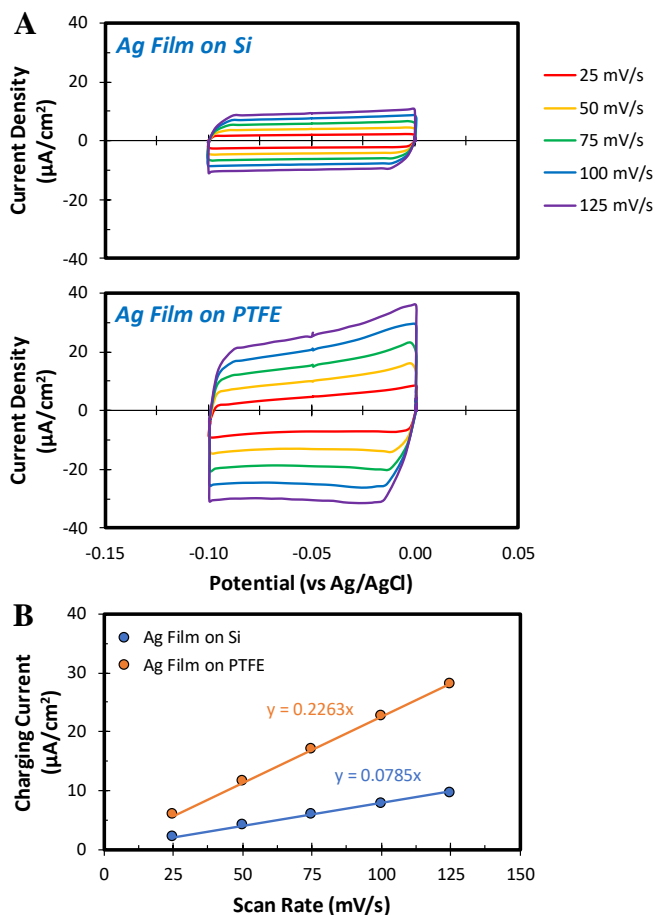 A
Ag Film on Si
Current Density
(µA/cm²)
40
20
0
-20
-40
25 mV/s
50 mV/s
75 mV/s
100 mV/s
125 mV/s
Ag Film on PTFE
Current Density
(µA/cm²)
40
20
0
-20
-40
-0.15 -0.10 -0.05 0.00 0.05
Potential (vs Ag/AgCl)
B
Ag Film on Si
Ag Film on PTFE
Charging Current
(µA/cm²)
40
30
20
10
0
y = 0.2263x
y = 0.0785x
0 25 50 75 100 125 150
Scan Rate (mV/s)